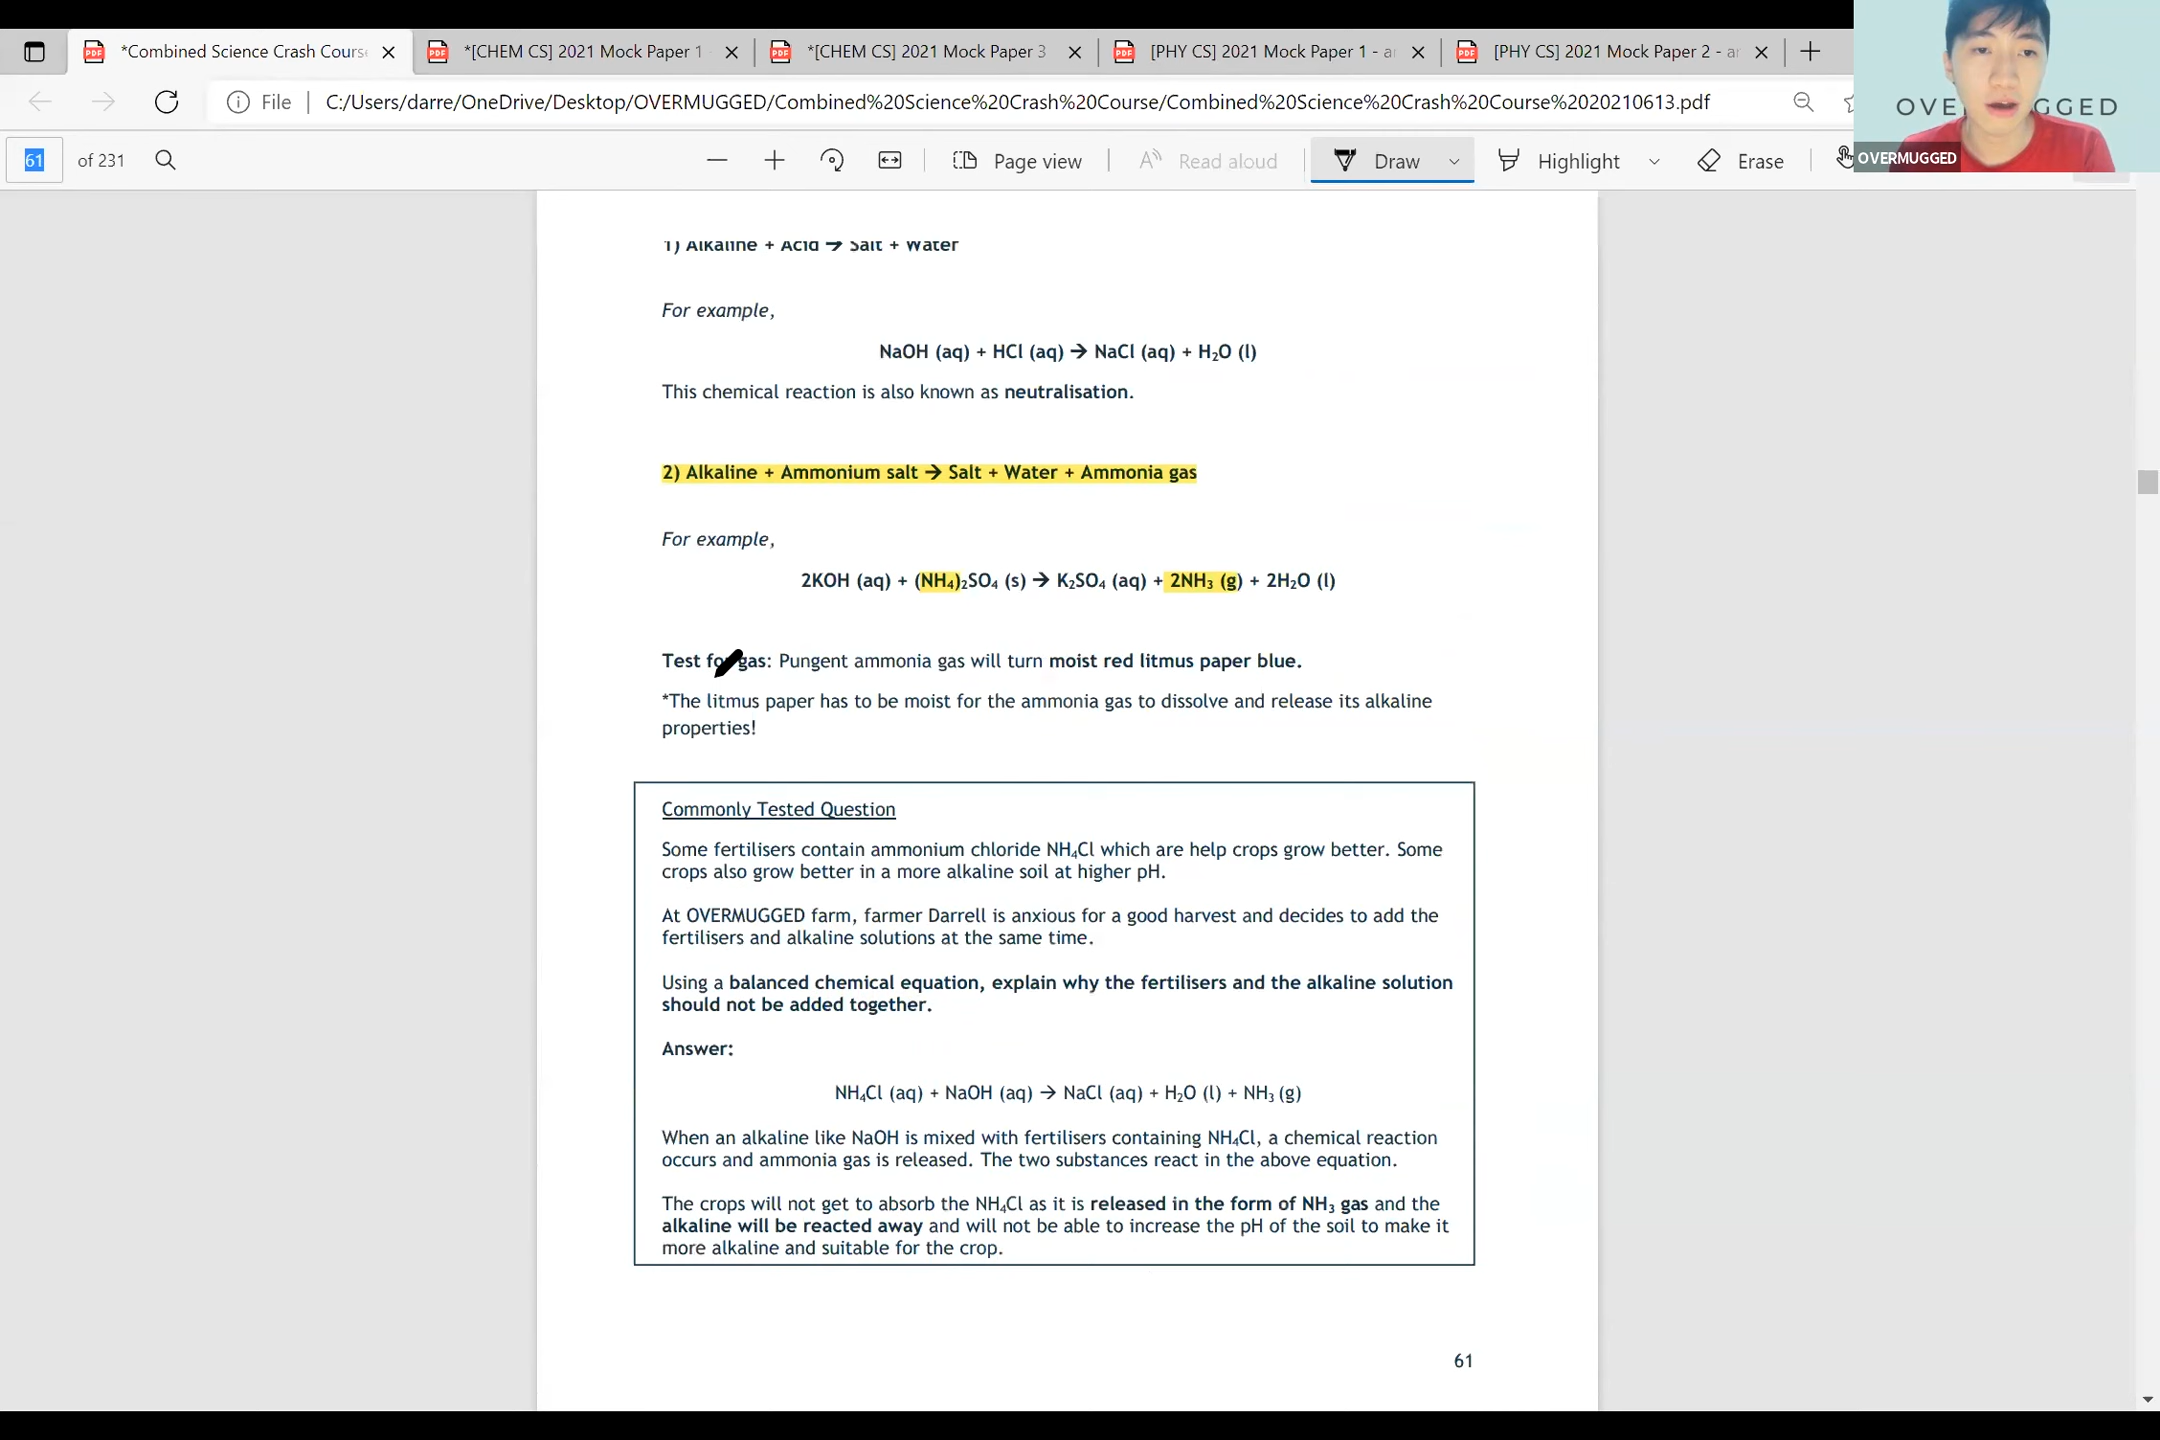 *Combined Science Crash Cours
*[CHEM CS] 2021 Mock Paper 1
*[CHEM CS] 2021 Mock Paper 3
[PHY CS] 2021 Mock Paper 1 - a
[PHY CS] 2021 Mock Paper 2 - a
File
C:/Users/darre/OneDrive/Desktop/OVERMUGGED/Combined%20Science%20Crash%20Course/Combined%20Science%20Crash%20Course%2020210613.pdf
OVE GGED
OVERMUGGED
61 of 231
Page view
Read aloud
Draw
Highlight
Erase
1) Alkaline + Acid → Salt + Water
For example,
NaOH (aq) + HCl (aq) → NaCl (aq) + H₂O (l)
This chemical reaction is also known as neutralisation.
2) Alkaline + Ammonium salt → Salt + Water + Ammonia gas
For example,
2KOH (aq) + (NH₄)₂SO₄ (s) → K₂SO₄ (aq) + 2NH₃ (g) + 2H₂O (l)
Test for gas: Pungent ammonia gas will turn moist red litmus paper blue.
*The litmus paper has to be moist for the ammonia gas to dissolve and release its alkaline
properties!
Commonly Tested Question
Some fertilisers contain ammonium chloride NH₄Cl which are help crops grow better. Some
crops also grow better in a more alkaline soil at higher pH.
At OVERMUGGED farm, farmer Darrell is anxious for a good harvest and decides to add the
fertilisers and alkaline solutions at the same time.
Using a balanced chemical equation, explain why the fertilisers and the alkaline solution
should not be added together.
Answer:
NH₄Cl (aq) + NaOH (aq) → NaCl (aq) + H₂O (l) + NH₃ (g)
When an alkaline like NaOH is mixed with fertilisers containing NH₄Cl, a chemical reaction
occurs and ammonia gas is released. The two substances react in the above equation.
The crops will not get to absorb the NH₄Cl as it is released in the form of NH₃ gas and the
alkaline will be reacted away and will not be able to increase the pH of the soil to make it
more alkaline and suitable for the crop.
61